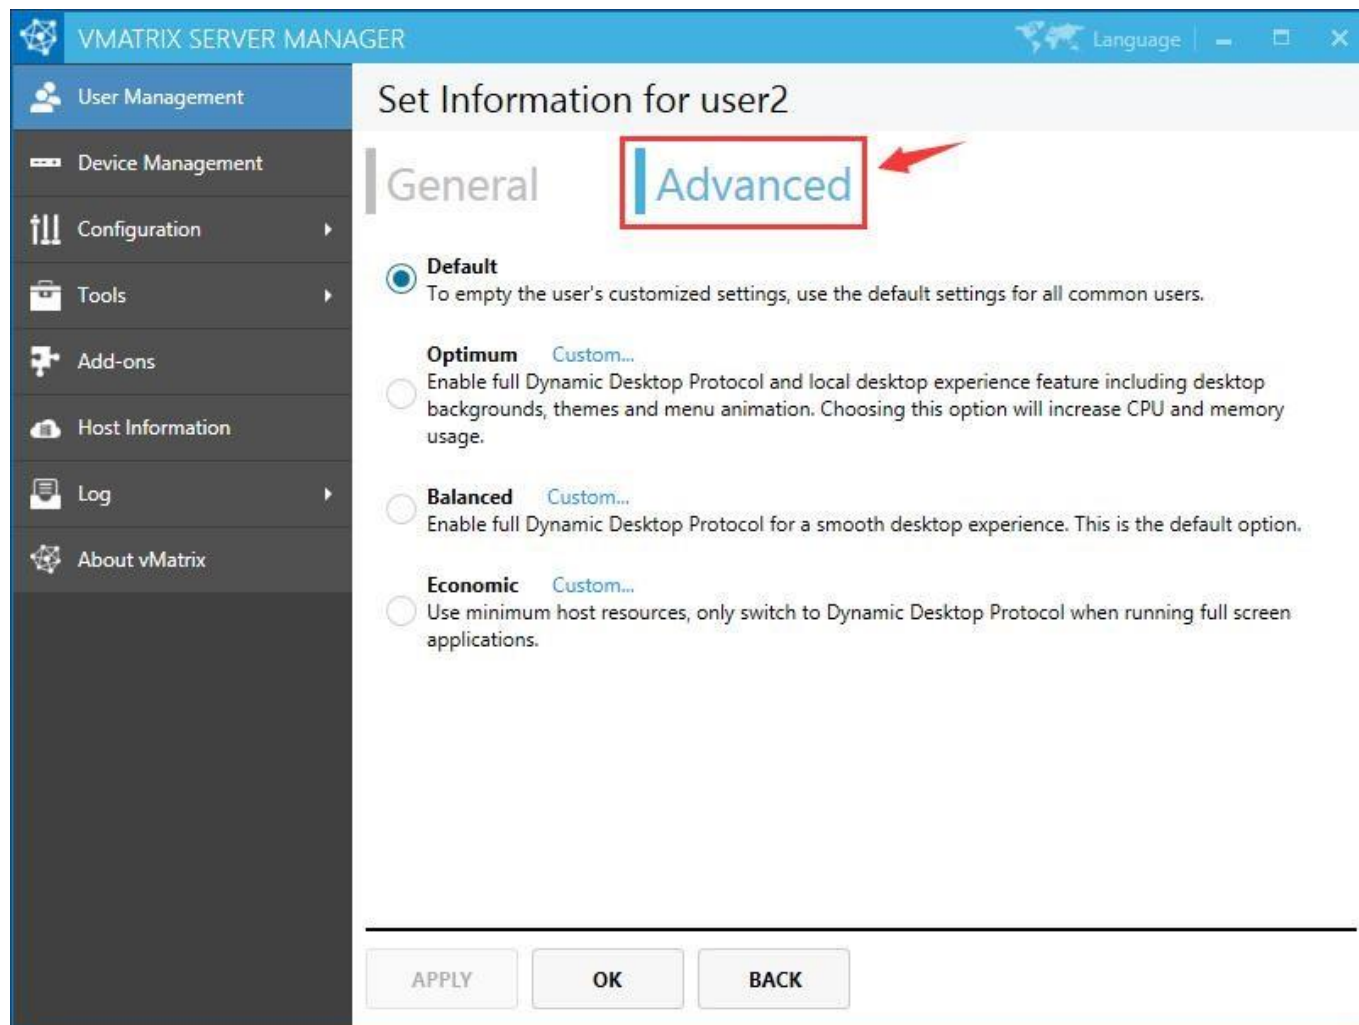 VMATRIX SERVER MANAGER
Language
User Management
Device Management
Configuration
Tools
Add-ons
Host Information
Log
About vMatrix
Set Information for user2
General
Advanced
Default
To empty the user's customized settings, use the default settings for all common users.
Optimum Custom...
Enable full Dynamic Desktop Protocol and local desktop experience feature including desktop
backgrounds, themes and menu animation. Choosing this option will increase CPU and memory
usage.
Balanced Custom...
Enable full Dynamic Desktop Protocol for a smooth desktop experience. This is the default option.
Economic Custom...
Use minimum host resources, only switch to Dynamic Desktop Protocol when running full screen
applications.
APPLY
OK
BACK